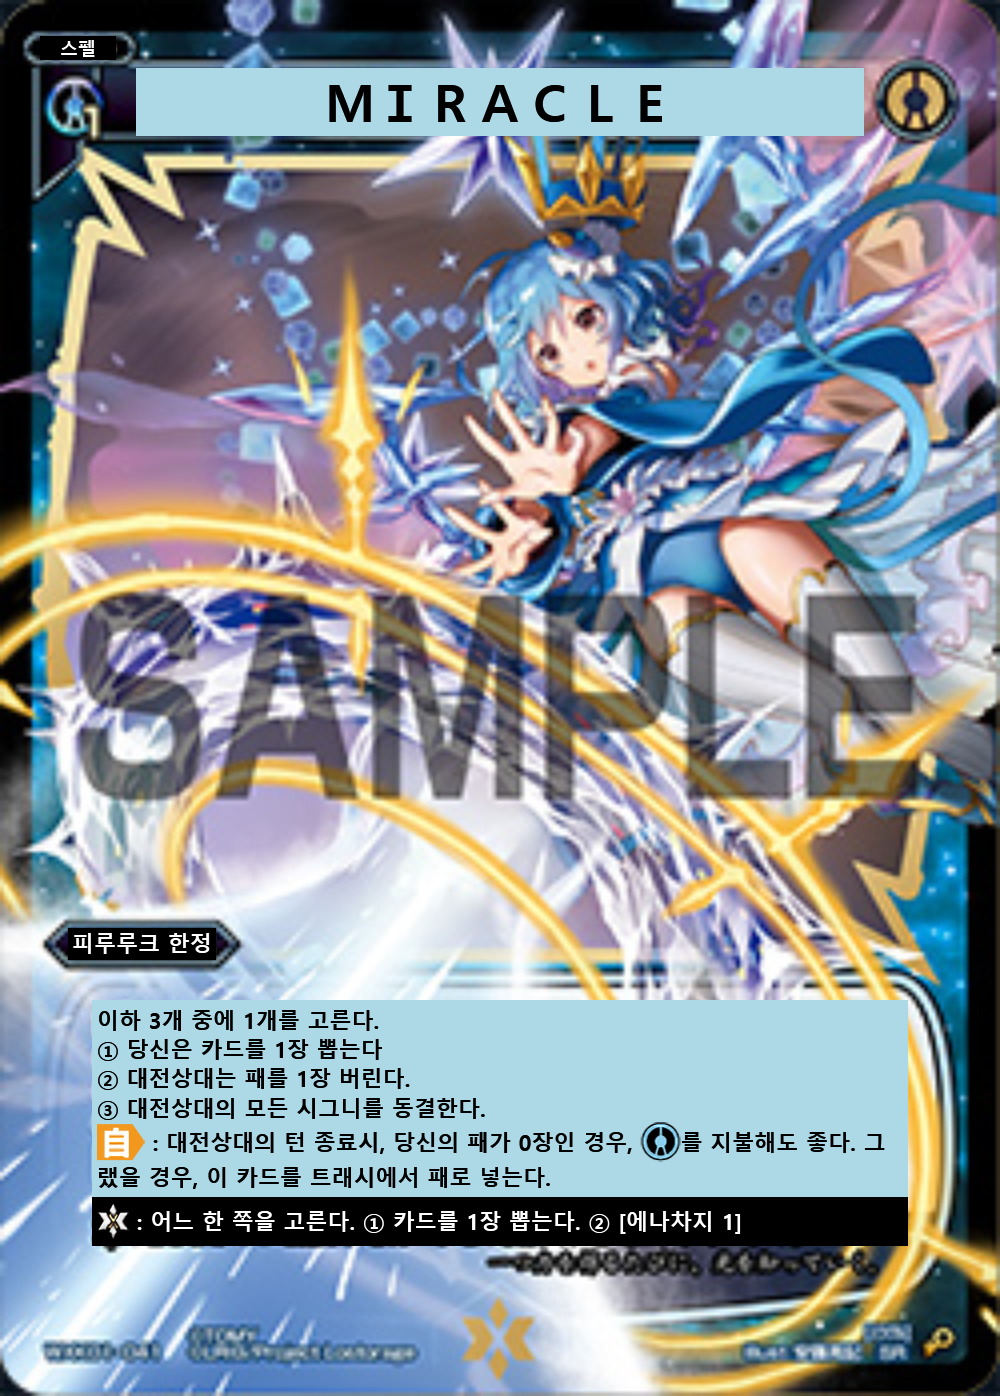 스펠
1
MIRACLE
SAMPLE
피루루크 한정
이하 3개 중에 1개를 고른다.
① 당신은 카드를 1장 뽑는다
② 대전상대는 패를 1장 버린다.
③ 대전상대의 모든 시그니를 동결한다.
自 : 대전상대의 턴 종료시, 당신의 패가 0장인 경우, 를 지불해도 좋다. 그
랬을 경우, 이 카드를 트래시에서 패로 넣는다.
: 어느 한 쪽을 고른다. ① 카드를 1장 뽑는다. ② [에나차지 1]